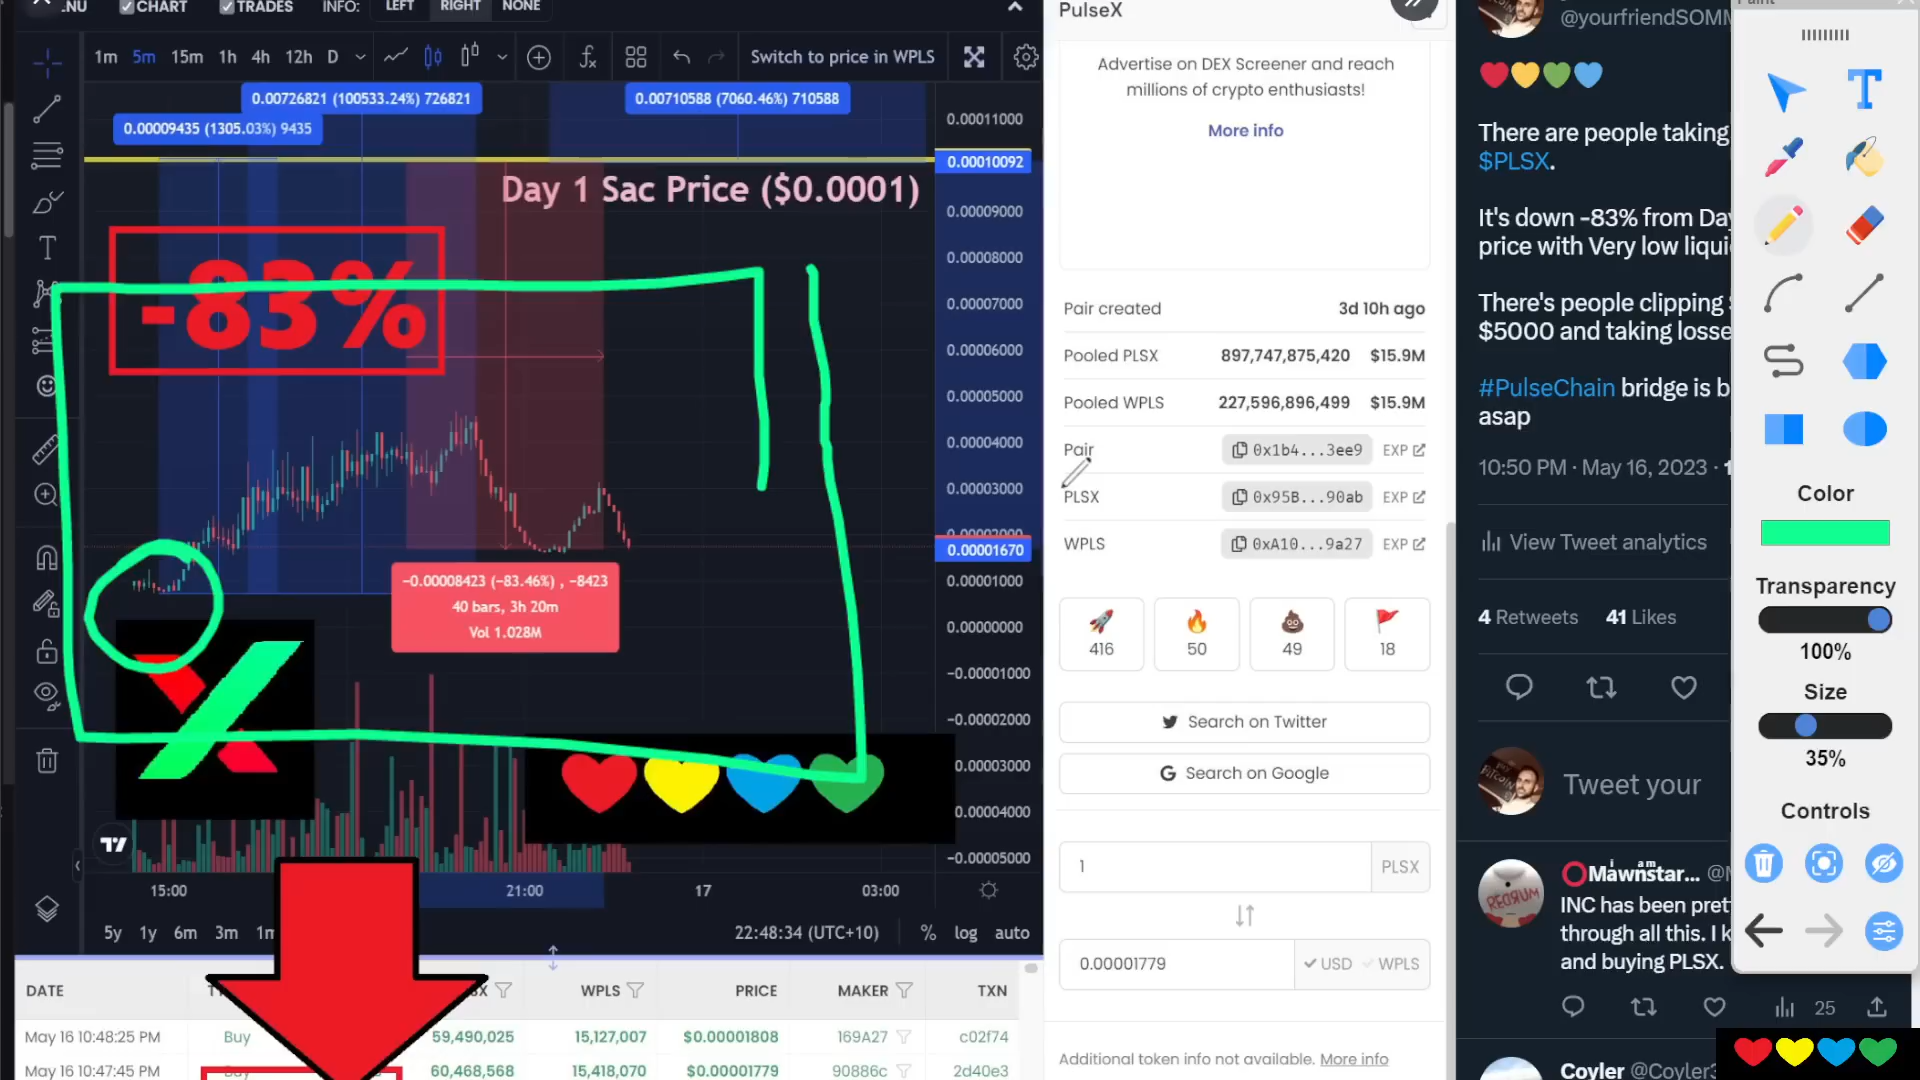 NU
CHART
TRADES
INFO:
LEFT
RIGHT
NONE
1m
5m
15m
1h
4h
12h
D
Switch to price in WPLS
0.00726821 (100533.24%) 726821
0.00710588 (7060.46%) 710588
0.00009435 (1305.03%) 9435
Day 1 Sac Price ($0.0001)
-83%
0.00011000
0.00010092
0.00009000
0.00008000
0.00007000
0.00006000
0.00005000
0.00004000
0.00003000
0.00001670
0.00001000
0.00000000
−0.00001000
−0.00002000
0.00003000
0.00004000
−0.00005000
−0.00008423 (−83.46%) , −8423
40 bars, 3h 20m
Vol 1.028M
15:00
21:00
17
03:00
5y
1y
6m
3m
22:48:34 (UTC+10)
%
log
auto
DATE
WPLS
PRICE
MAKER
TXN
May 16 10:48:25 PM
Buy
59,490,025
15,127,007
$0.00001808
169A27
c02f74
May 16 10:47:45 PM
60,468,568
15,418,070
$0.00001779
90886c
2d40e3
PulseX
Advertise on DEX Screener and reach
millions of crypto enthusiasts!
More info
Pair created
3d 10h ago
Pooled PLSX
897,747,875,420
$15.9M
Pooled WPLS
227,596,896,499
$15.9M
Pair
0x1b4...3ee9
EXP
PLSX
0x95B...90ab
EXP
WPLS
0xA10...9a27
EXP
416
50
49
18
Search on Twitter
Search on Google
1
PLSX
0.00001779
USD
WPLS
Additional token info not available. More info
@yourfriendSOMM
There are people taking
$PLSX.
It's down -83% from Day
price with Very low liqui
There's people clipping
$5000 and taking losse
#PulseChain bridge is b
asap
10:50 PM · May 16, 2023 ·
View Tweet analytics
4 Retweets
41 Likes
Tweet your
Mawnstar...
REDRUM
INC has been pret
through all this. I k
and buying PLSX.
25
Coyler
@Coyler3
T
Color
Transparency
100%
Size
35%
Controls